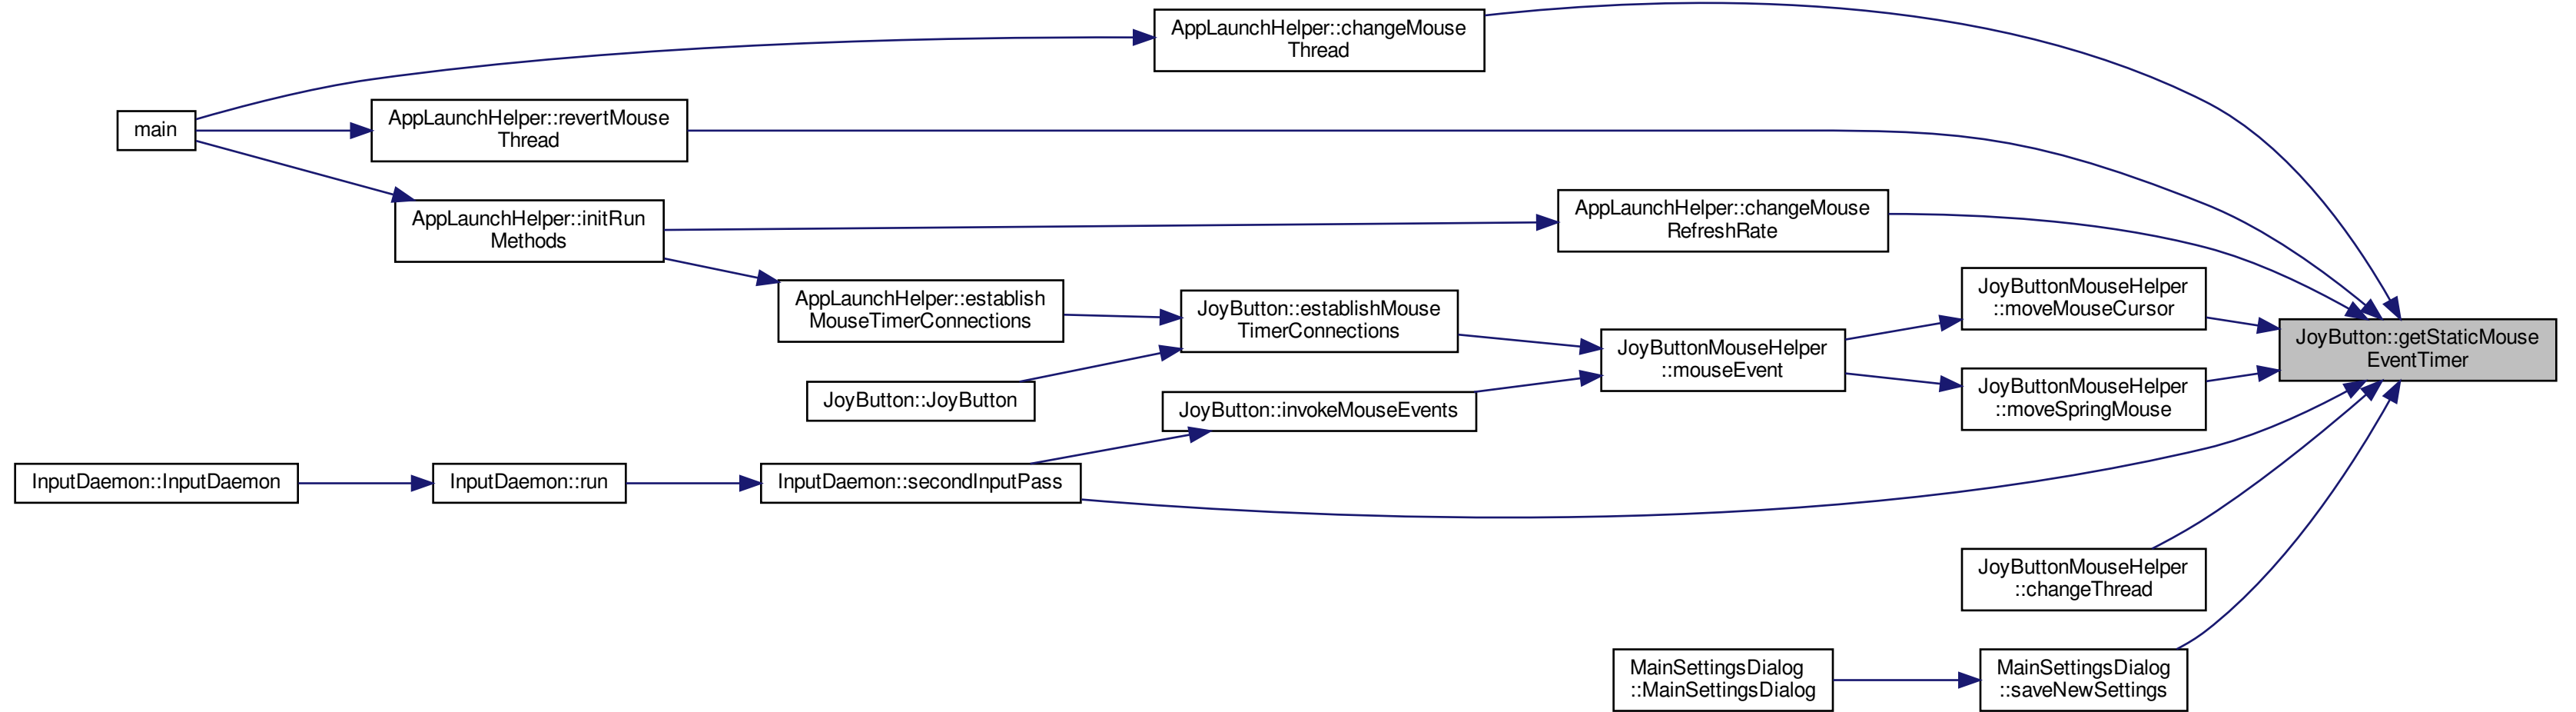 AppLaunchHelper::changeMouse
Thread
main
AppLaunchHelper::revertMouse
Thread
AppLaunchHelper::initRun
Methods
AppLaunchHelper::changeMouse
RefreshRate
AppLaunchHelper::establish
MouseTimerConnections
JoyButton::establishMouse
TimerConnections
JoyButton::JoyButton
JoyButton::invokeMouseEvents
JoyButtonMouseHelper
::mouseEvent
JoyButtonMouseHelper
::moveMouseCursor
JoyButtonMouseHelper
::moveSpringMouse
JoyButton::getStaticMouse
EventTimer
InputDaemon::InputDaemon
InputDaemon::run
InputDaemon::secondInputPass
JoyButtonMouseHelper
::changeThread
MainSettingsDialog
::MainSettingsDialog
MainSettingsDialog
::saveNewSettings